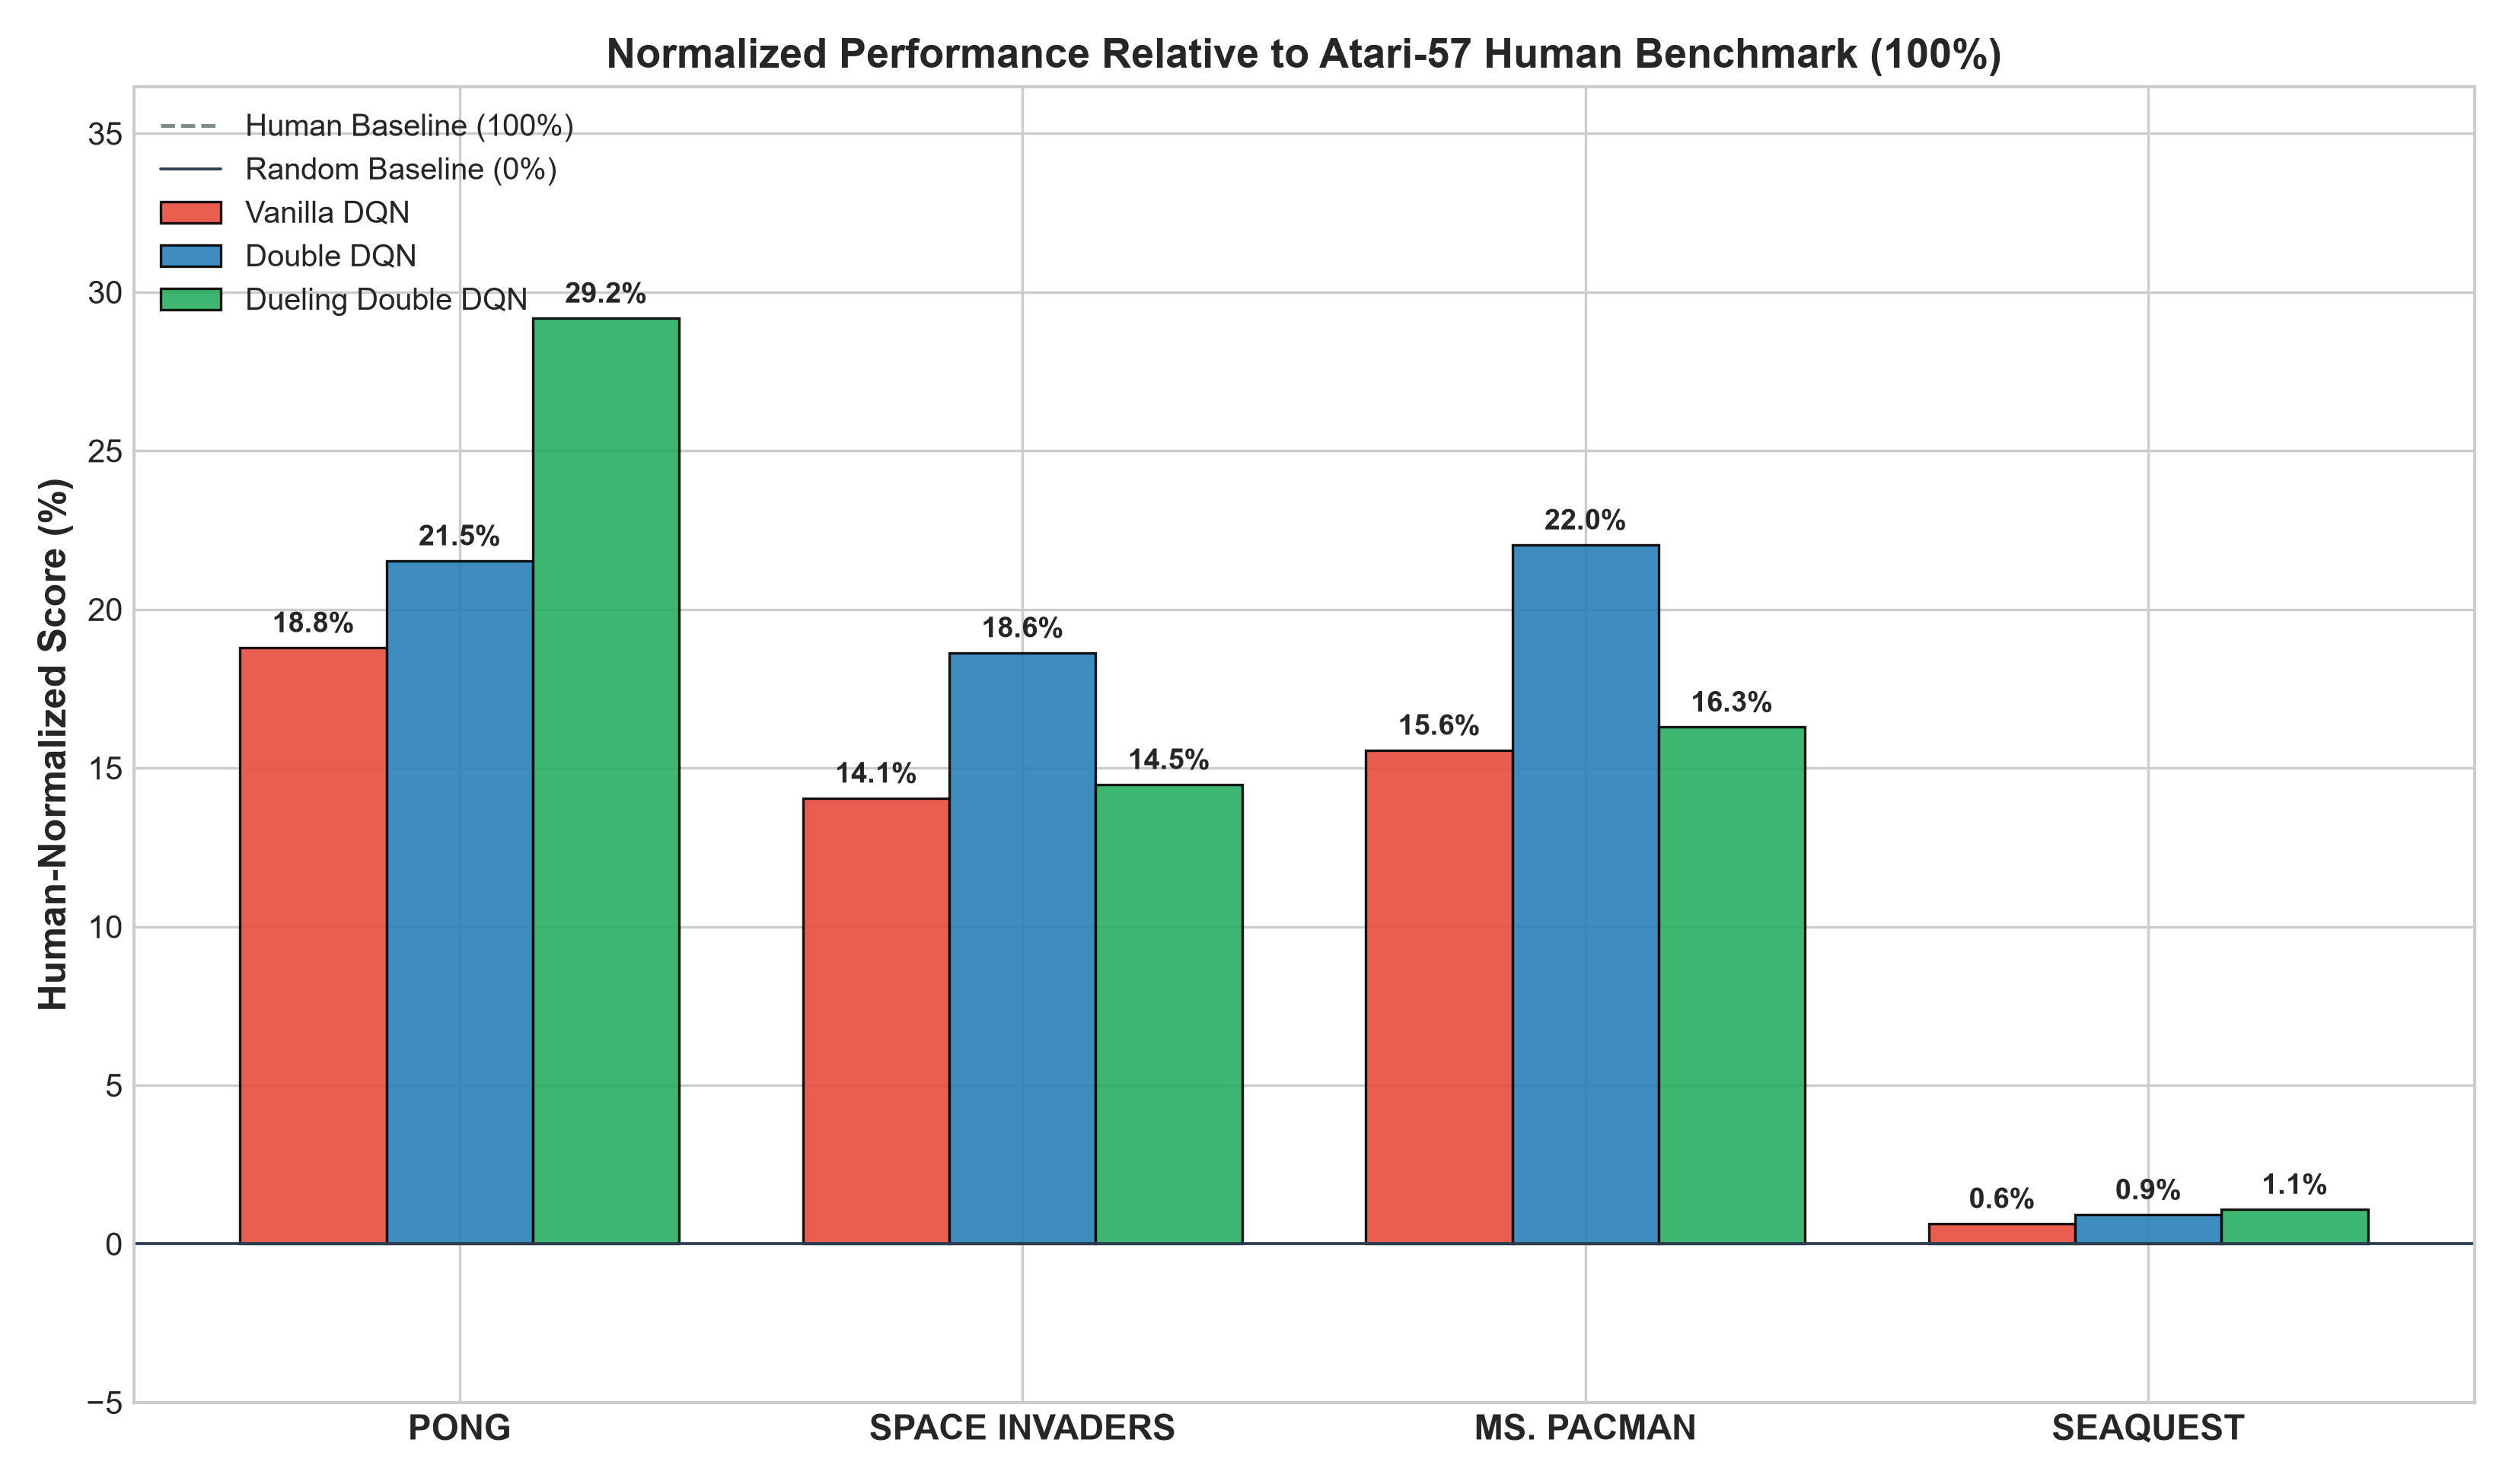 Normalized Performance Relative to Atari-57 Human Benchmark (100%)
Human-Normalized Score (%)
35
30
25
20
15
10
5
0
−5
Human Baseline (100%)
Random Baseline (0%)
Vanilla DQN
Double DQN
Dueling Double DQN
18.8%
21.5%
29.2%
14.1%
18.6%
14.5%
15.6%
22.0%
16.3%
0.6%
0.9%
1.1%
PONG
SPACE INVADERS
MS. PACMAN
SEAQUEST